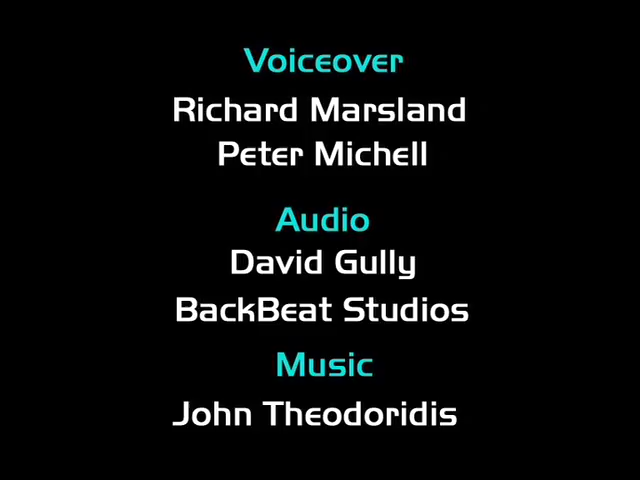 Voiceover
Richard Marsland
Peter Michell
Audio
David Gully
BackBeat Studios
Music
John Theodoridis